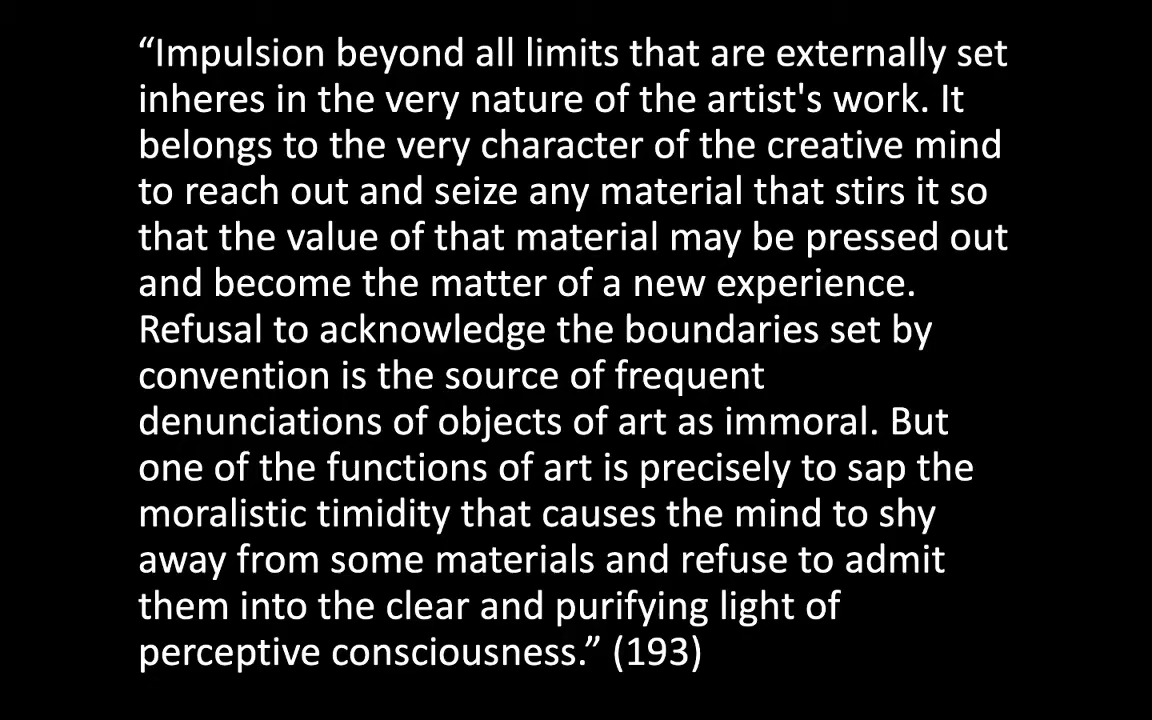 “Impulsion beyond all limits that are externally set
inheres in the very nature of the artist's work. It
belongs to the very character of the creative mind
to reach out and seize any material that stirs it so
that the value of that material may be pressed out
and become the matter of a new experience.
Refusal to acknowledge the boundaries set by
convention is the source of frequent
denunciations of objects of art as immoral. But
one of the functions of art is precisely to sap the
moralistic timidity that causes the mind to shy
away from some materials and refuse to admit
them into the clear and purifying light of
perceptive consciousness.” (193)